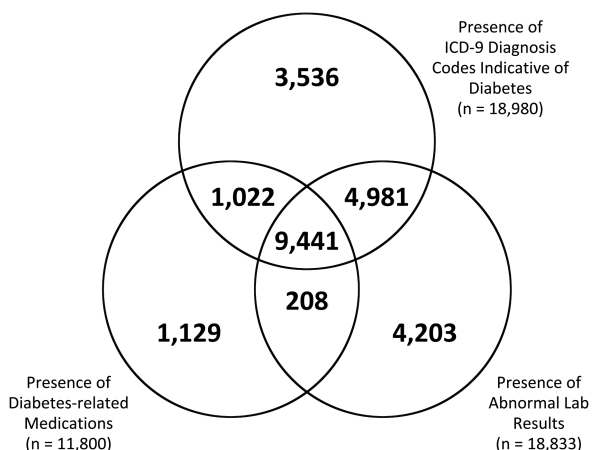 Presence of
ICD-9 Diagnosis
Codes Indicative of
Diabetes
(n = 18,980)
3,536
1,022
4,981
9,441
208
1,129
4,203
Presence of
Diabetes-related
Medications
(n = 11,800)
Presence of
Abnormal Lab
Results
(n = 18,833)